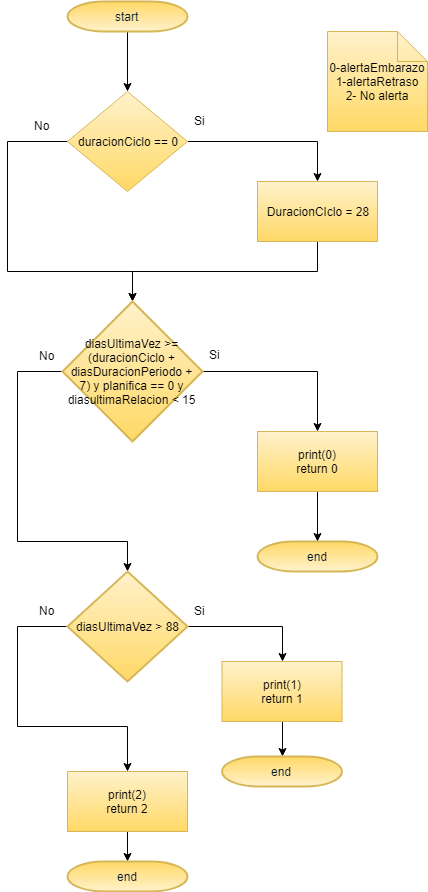 start
0-alertaEmbarazo
1-alertaRetraso
2- No alerta
No
Si
duracionCiclo == 0
DuracionCIclo = 28
No
Si
diasUltimaVez >=
(duracionCiclo +
diasDuracionPeriodo +
7) y planifica == 0 y
diasultimaRelacion < 15
print(0)
return 0
end
No
Si
diasUltimaVez > 88
print(1)
return 1
end
print(2)
return 2
end